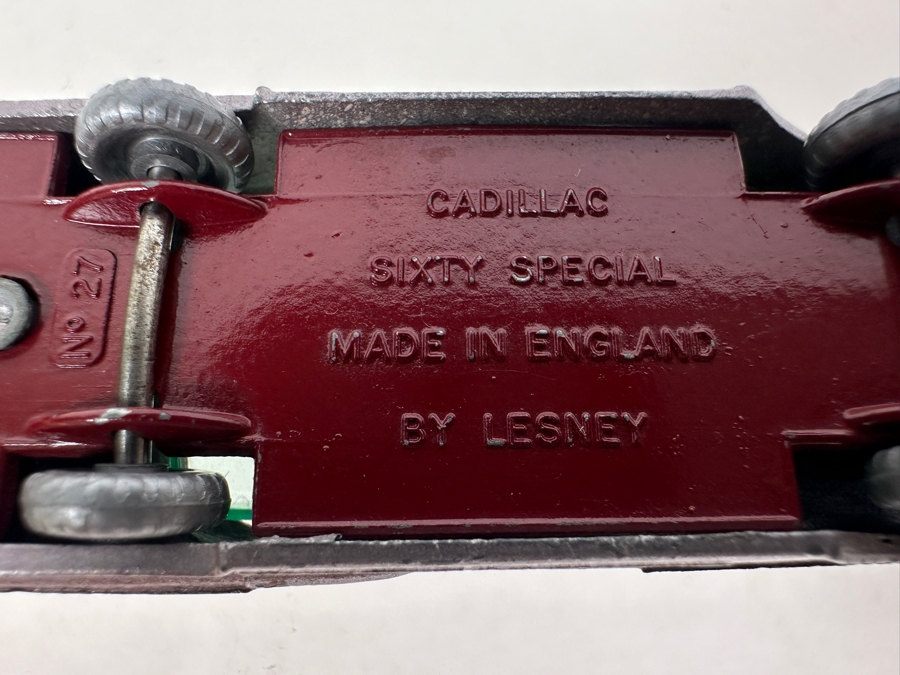 CADILLAC
SIXTY SPECIAL
MADE IN ENGLAND
BY LESNEY
Nº 27